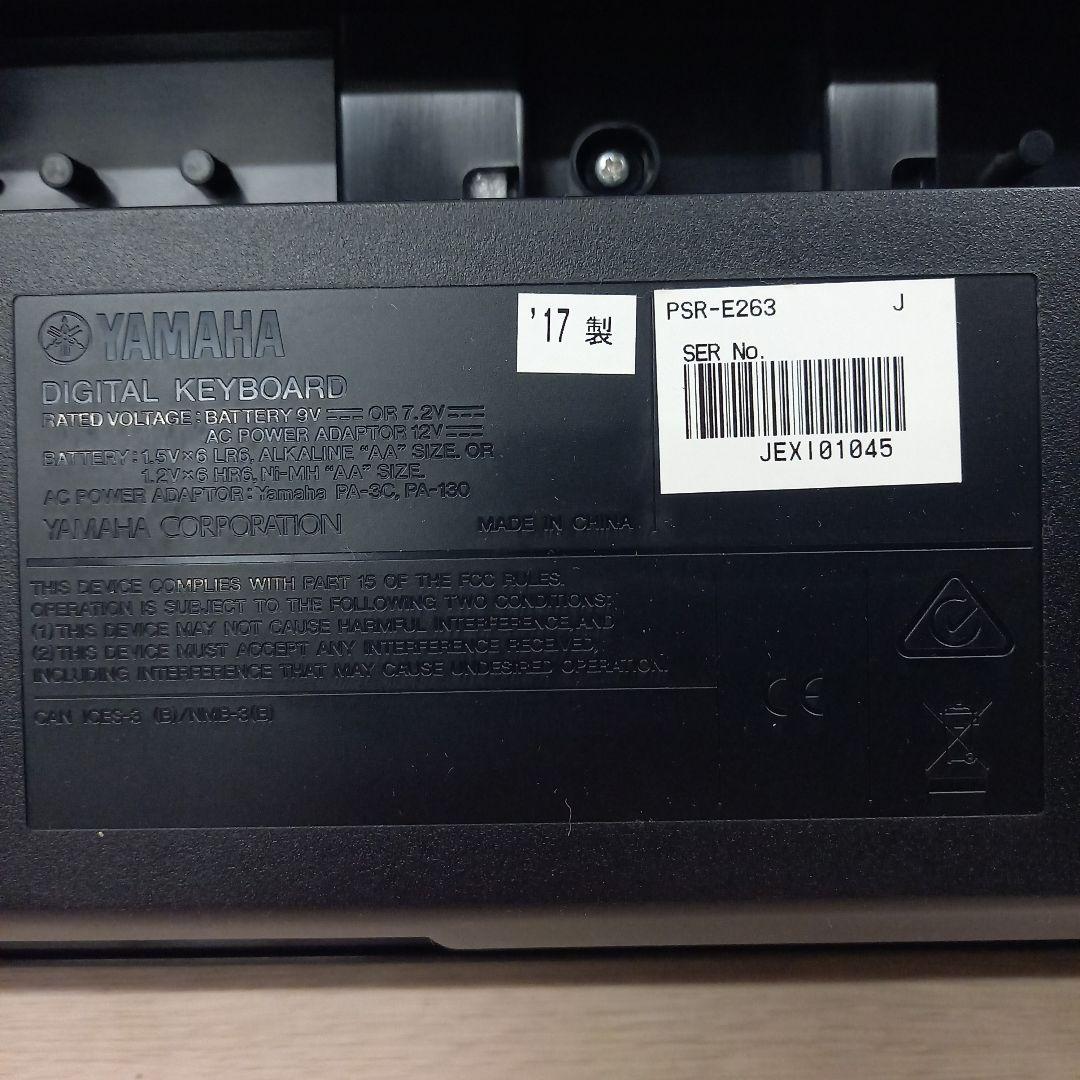 YAMAHA
DIGITAL KEYBOARD
RATED VOLTAGE : BATTERY 9V ⎓ OR 7.2V ⎓
AC POWER ADAPTOR 12V ⎓
BATTERY : 1.5V×6 LR6, ALKALINE "AA" SIZE. OR
1.2V×6 HR6, Ni-MH "AA" SIZE.
AC POWER ADAPTOR : Yamaha PA-3C, PA-130
YAMAHA CORPORATION
MADE IN CHINA
'17 製
PSR-E263 J
SER No.
JEXI01045
THIS DEVICE COMPLIES WITH PART 15 OF THE FCC RULES.
OPERATION IS SUBJECT TO THE FOLLOWING TWO CONDITIONS:
(1) THIS DEVICE MAY NOT CAUSE HARMFUL INTERFERENCE, AND
(2) THIS DEVICE MUST ACCEPT ANY INTERFERENCE RECEIVED,
INCLUDING INTERFERENCE THAT MAY CAUSE UNDESIRED OPERATION.
CAN ICES-3 (B)/NMB-3(B)
CE